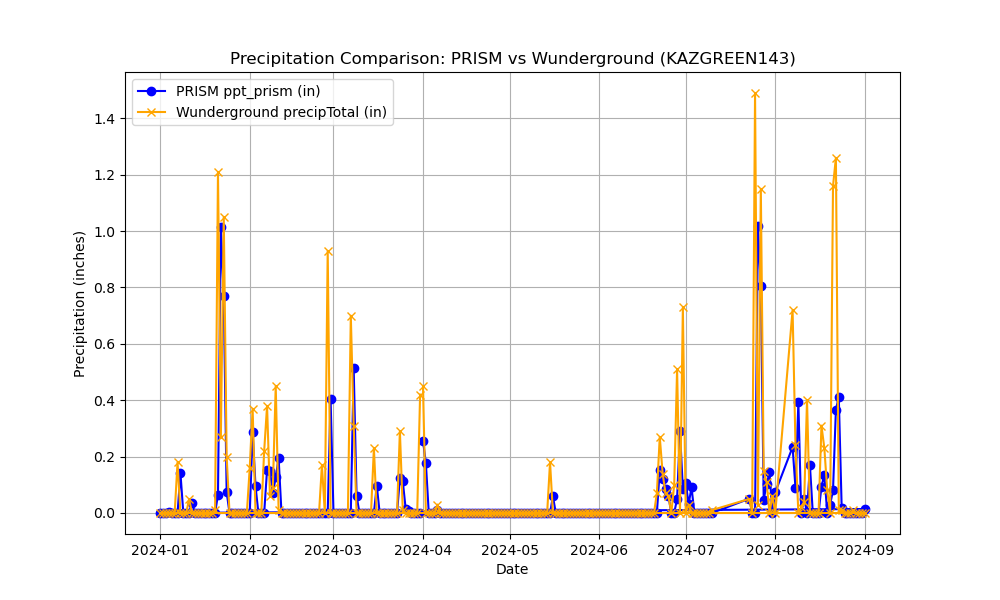 Precipitation Comparison: PRISM vs Wunderground (KAZGREEN143)
PRISM ppt_prism (in)
Wunderground precipTotal (in)
Precipitation (inches)
1.4
1.2
1.0
0.8
0.6
0.4
0.2
0.0
2024-01 2024-02 2024-03 2024-04 2024-05 2024-06 2024-07 2024-08 2024-09
Date